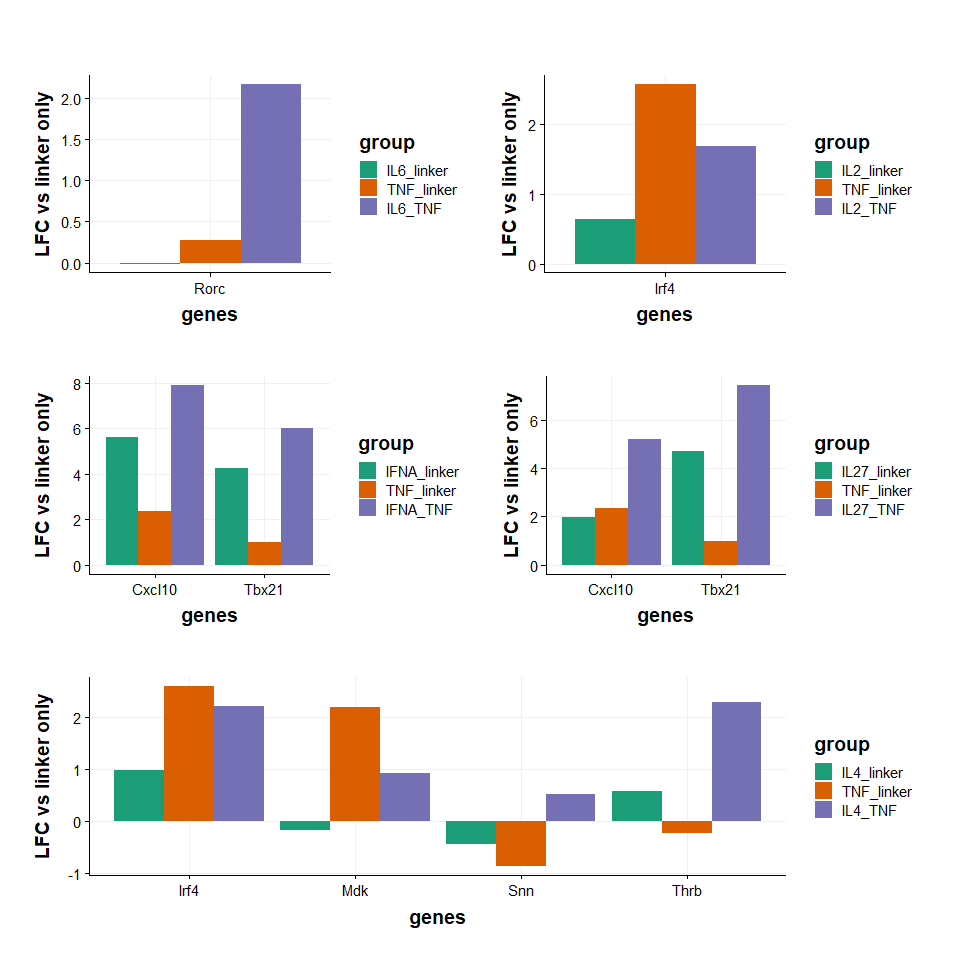 LFC vs linker only
2.0
1.5
1.0
0.5
0.0
Rorc
genes
group
IL6_linker
TNF_linker
IL6_TNF
LFC vs linker only
2
1
0
Irf4
genes
group
IL2_linker
TNF_linker
IL2_TNF
LFC vs linker only
8
6
4
2
0
Cxcl10 Tbx21
genes
group
IFNA_linker
TNF_linker
IFNA_TNF
LFC vs linker only
6
4
2
0
Cxcl10 Tbx21
genes
group
IL27_linker
TNF_linker
IL27_TNF
LFC vs linker only
2
1
0
-1
Irf4 Mdk Snn Thrb
genes
group
IL4_linker
TNF_linker
IL4_TNF